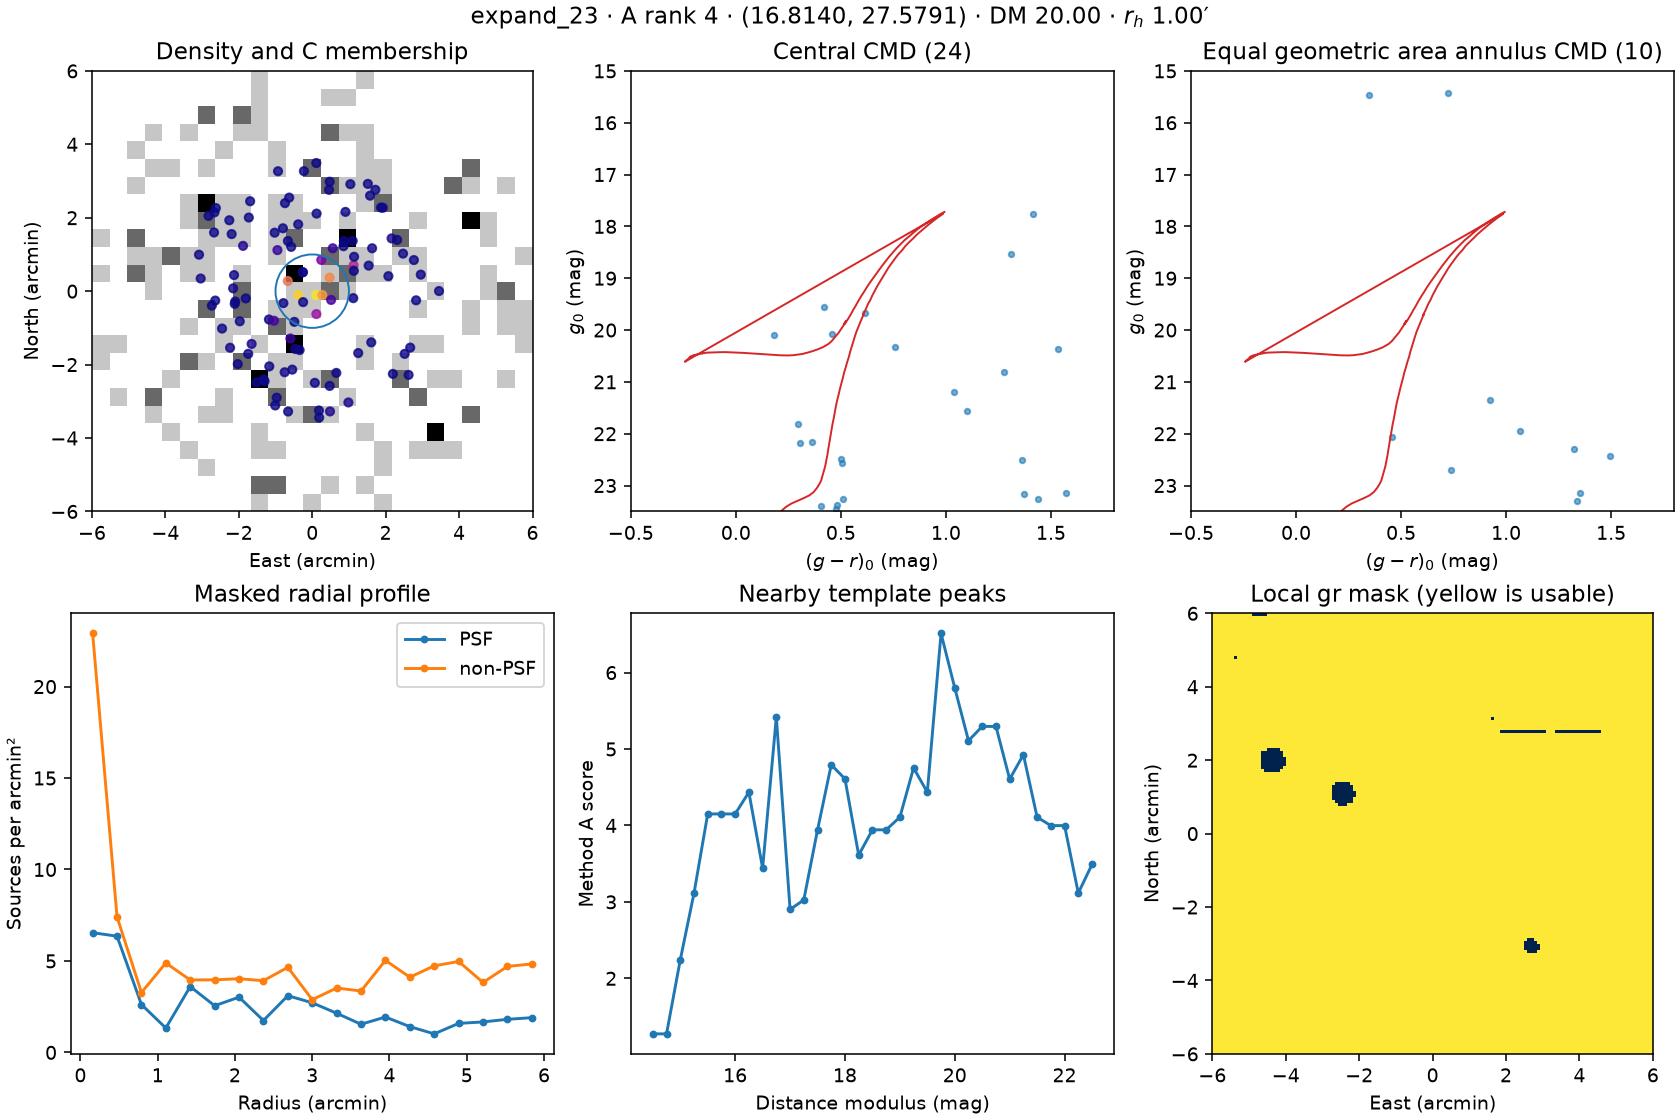 expand_23 · A rank 4 · (16.8140, 27.5791) · DM 20.00 · r_h 1.00′
Density and C membership
6
4
2
0
−2
−4
−6
−6 −4 −2 0 2 4 6
North (arcmin)
East (arcmin)
Central CMD (24)
15
16
17
18
19
20
21
22
23
−0.5 0.0 0.5 1.0 1.5
g₀ (mag)
(g − r)₀ (mag)
Equal geometric area annulus CMD (10)
15
16
17
18
19
20
21
22
23
−0.5 0.0 0.5 1.0 1.5
g₀ (mag)
(g − r)₀ (mag)
Masked radial profile
PSF
non-PSF
20
15
10
5
0
0 1 2 3 4 5 6
Sources per arcmin²
Radius (arcmin)
Nearby template peaks
6
5
4
3
2
16 18 20 22
Method A score
Distance modulus (mag)
Local gr mask (yellow is usable)
6
4
2
0
−2
−4
−6
−6 −4 −2 0 2 4 6
North (arcmin)
East (arcmin)